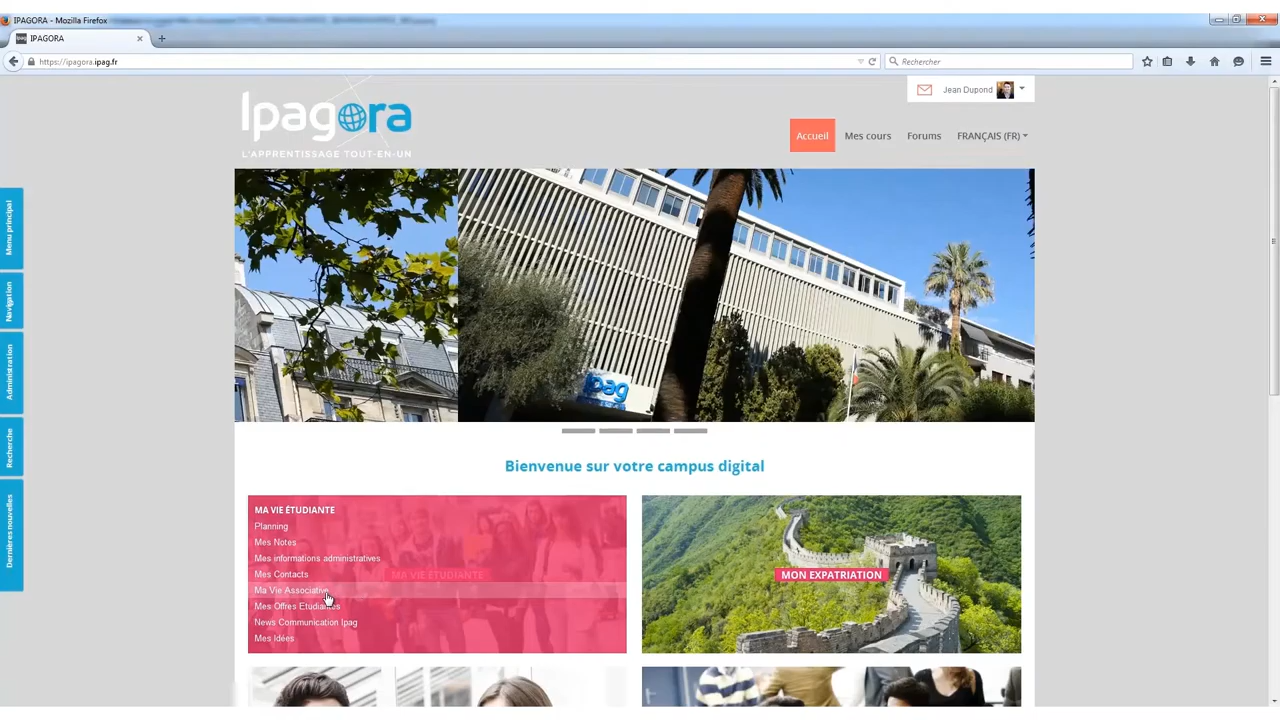 IPAGORA - Mozilla Firefox
IPAGORA
https://ipagora.ipag.fr
Rechercher
Jean Dupond
Ipagora
L'APPRENTISSAGE TOUT-EN-UN
Accueil
Mes cours
Forums
FRANÇAIS (FR)
Menu principal
Navigation
Administration
Recherche
Dernières nouvelles
ipag
Bienvenue sur votre campus digital
MA VIE ÉTUDIANTE
Planning
Mes Notes
Mes informations administratives
Mes Contacts
MA VIE ÉTUDIANTE
Ma Vie Associative
Mes Offres Etudiantes
News Communication Ipag
Mes Idées
MON EXPATRIATION